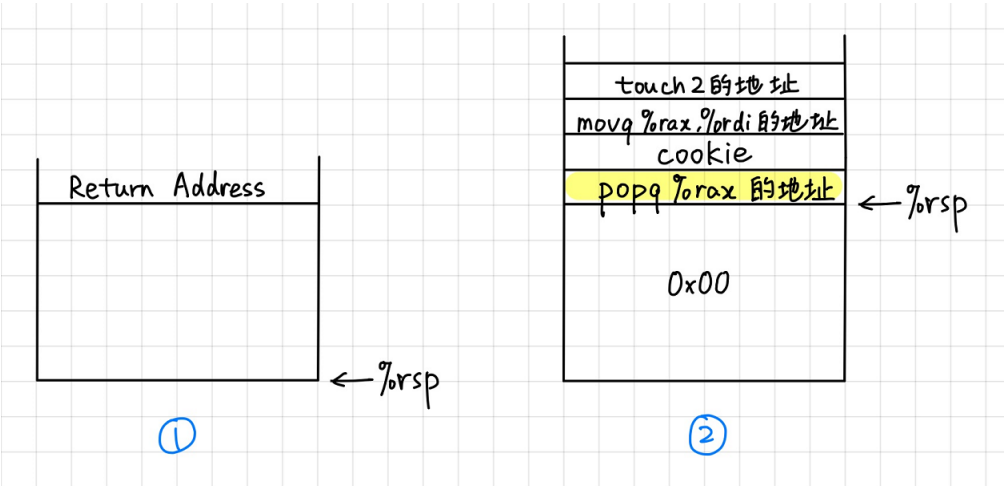 Return Address
←%rsp
①
touch2的地址
movq %rax,%rdi的地址
cookie
popq %rax 的地址
←%rsp
0x00
②